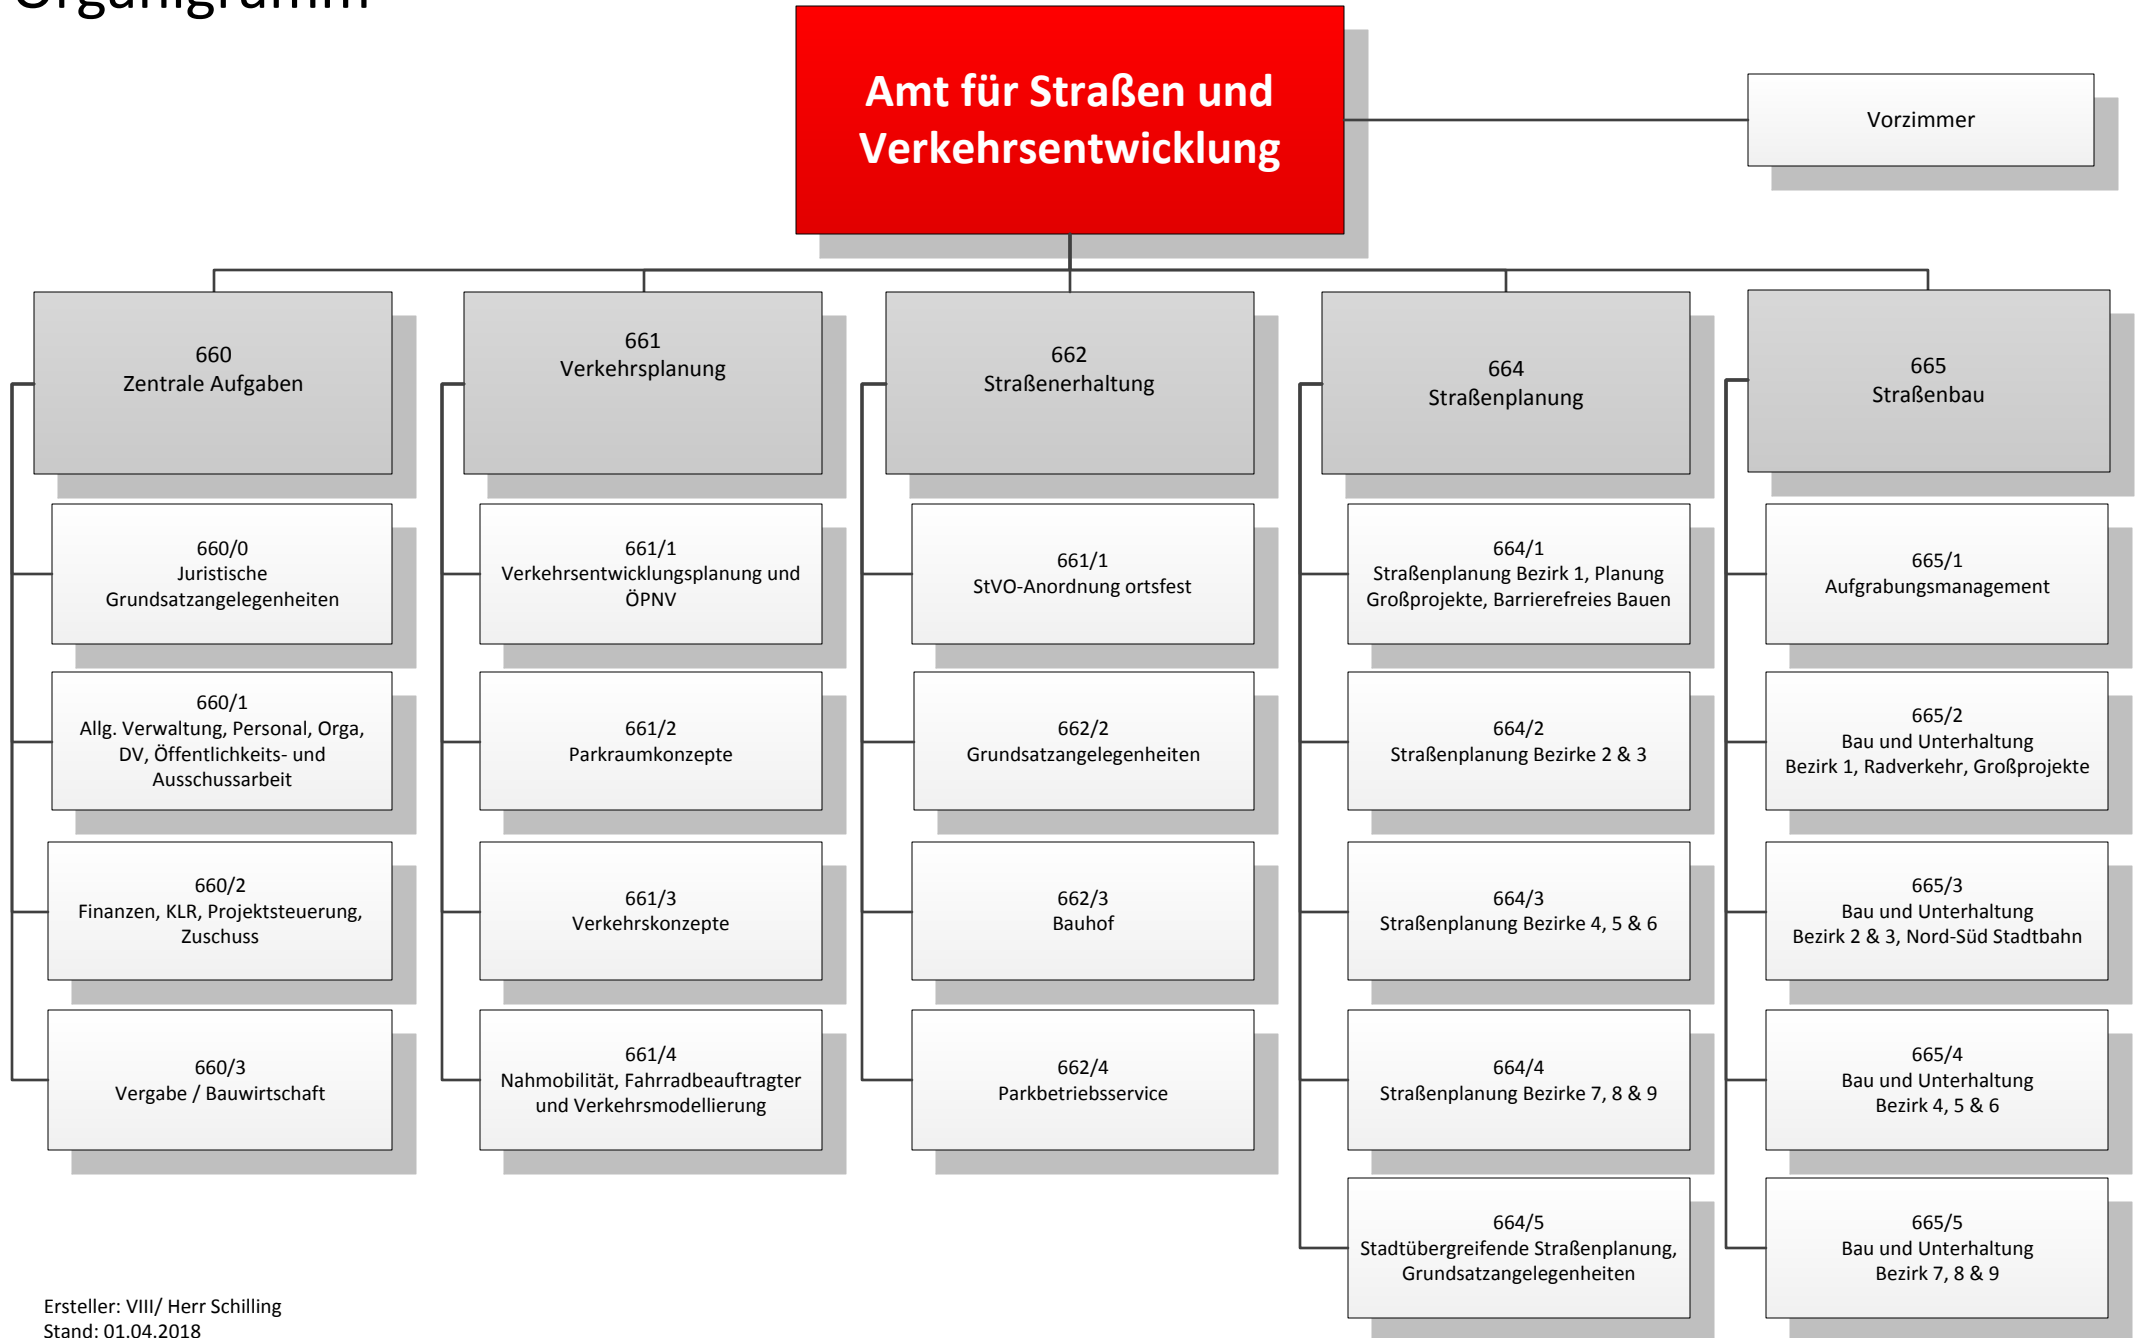 Organigramm
Amt für Straßen und
Verkehrsentwicklung
Vorzimmer
660
Zentrale Aufgaben
660/0
Juristische
Grundsatzangelegenheiten
660/1
Allg. Verwaltung, Personal, Orga,
DV, Öffentlichkeits- und
Ausschussarbeit
660/2
Finanzen, KLR, Projektsteuerung,
Zuschuss
660/3
Vergabe / Bauwirtschaft
661
Verkehrsplanung
661/1
Verkehrsentwicklungsplanung und
ÖPNV
661/2
Parkraumkonzepte
661/3
Verkehrskonzepte
661/4
Nahmobilität, Fahrradbeauftragter
und Verkehrsmodellierung
662
Straßenerhaltung
661/1
StVO-Anordnung ortsfest
662/2
Grundsatzangelegenheiten
662/3
Bauhof
662/4
Parkbetriebsservice
664
Straßenplanung
664/1
Straßenplanung Bezirk 1, Planung
Großprojekte, Barrierefreies Bauen
664/2
Straßenplanung Bezirke 2 & 3
664/3
Straßenplanung Bezirke 4, 5 & 6
664/4
Straßenplanung Bezirke 7, 8 & 9
664/5
Stadtübergreifende Straßenplanung,
Grundsatzangelegenheiten
665
Straßenbau
665/1
Aufgrabungsmanagement
665/2
Bau und Unterhaltung
Bezirk 1, Radverkehr, Großprojekte
665/3
Bau und Unterhaltung
Bezirk 2 & 3, Nord-Süd Stadtbahn
665/4
Bau und Unterhaltung
Bezirk 4, 5 & 6
665/5
Bau und Unterhaltung
Bezirk 7, 8 & 9
Ersteller: VIII/ Herr Schilling
Stand: 01.04.2018